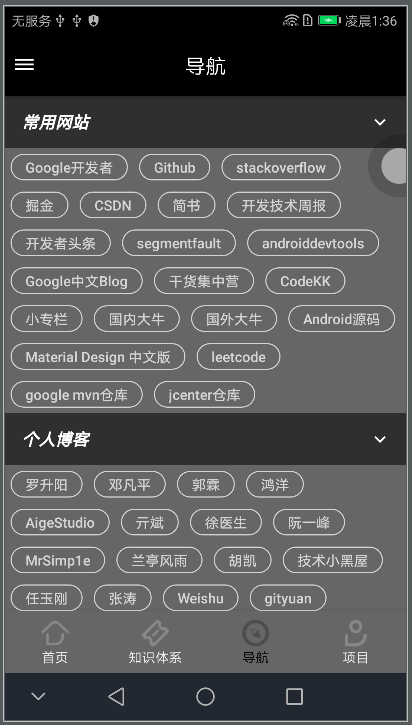 无服务 凌晨1:36
导航
常用网站
Google开发者 Github stackoverflow
掘金 CSDN 简书 开发技术周报
开发者头条 segmentfault androiddevtools
Google中文Blog 干货集中营 CodeKK
小专栏 国内大牛 国外大牛 Android源码
Material Design 中文版 leetcode
google mvn仓库 jcenter仓库
个人博客
罗升阳 邓凡平 郭霖 鸿洋
AigeStudio 亓斌 徐医生 阮一峰
MrSimp1e 兰亭风雨 胡凯 技术小黑屋
任玉刚 张涛 Weishu gityuan
首页 知识体系 导航 项目